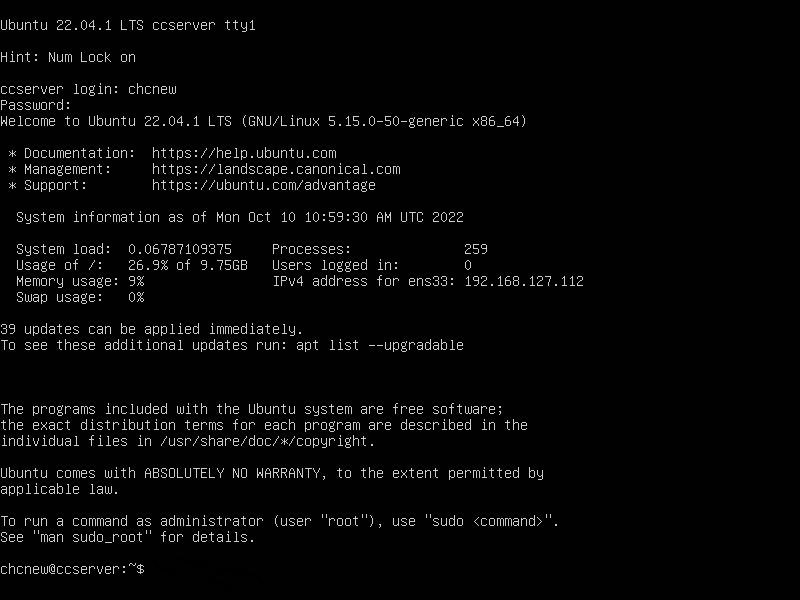 Ubuntu 22.04.1 LTS ccserver tty1
Hint: Num Lock on
ccserver login: chcnew
Password:
Welcome to Ubuntu 22.04.1 LTS (GNU/Linux 5.15.0-50-generic x86_64)
* Documentation:  https://help.ubuntu.com
* Management:     https://landscape.canonical.com
* Support:        https://ubuntu.com/advantage
System information as of Mon Oct 10 10:59:30 AM UTC 2022
System load:  0.06787109375     Processes:              259
Usage of /:   26.9% of 9.75GB   Users logged in:        0
Memory usage: 9%                IPv4 address for ens33: 192.168.127.112
Swap usage:   0%
39 updates can be applied immediately.
To see these additional updates run: apt list --upgradable
The programs included with the Ubuntu system are free software;
the exact distribution terms for each program are described in the
individual files in /usr/share/doc/*/copyright.
Ubuntu comes with ABSOLUTELY NO WARRANTY, to the extent permitted by
applicable law.
To run a command as administrator (user "root"), use "sudo <command>".
See "man sudo_root" for details.
chcnew@ccserver:~$